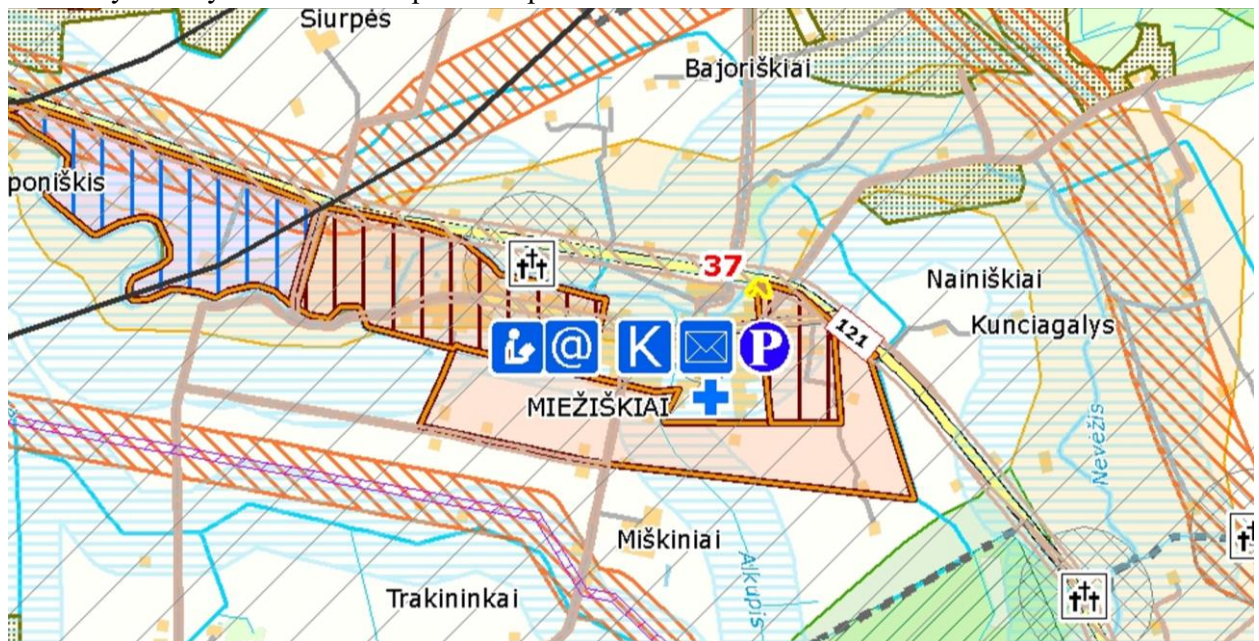 Siurpės
Bajoriškiai
poniškis
37
Nainiškiai
Kunciagalys
121
@
K
P
MIEŽIŠKIAI
Nevėžis
Miškiniai
Alkupis
Trakininkai